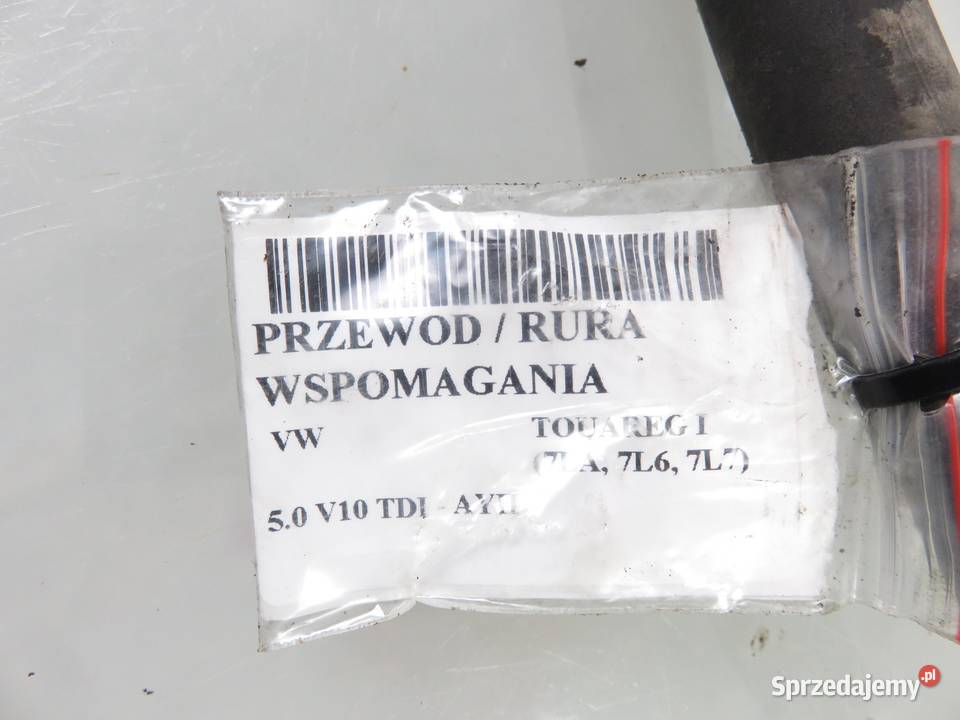 PRZEWOD / RURA
WSPOMAGANIA
VW TOUAREG I
(7LA, 7L6, 7L7)
5.0 V10 TDI -
Sprzedajemy.pl